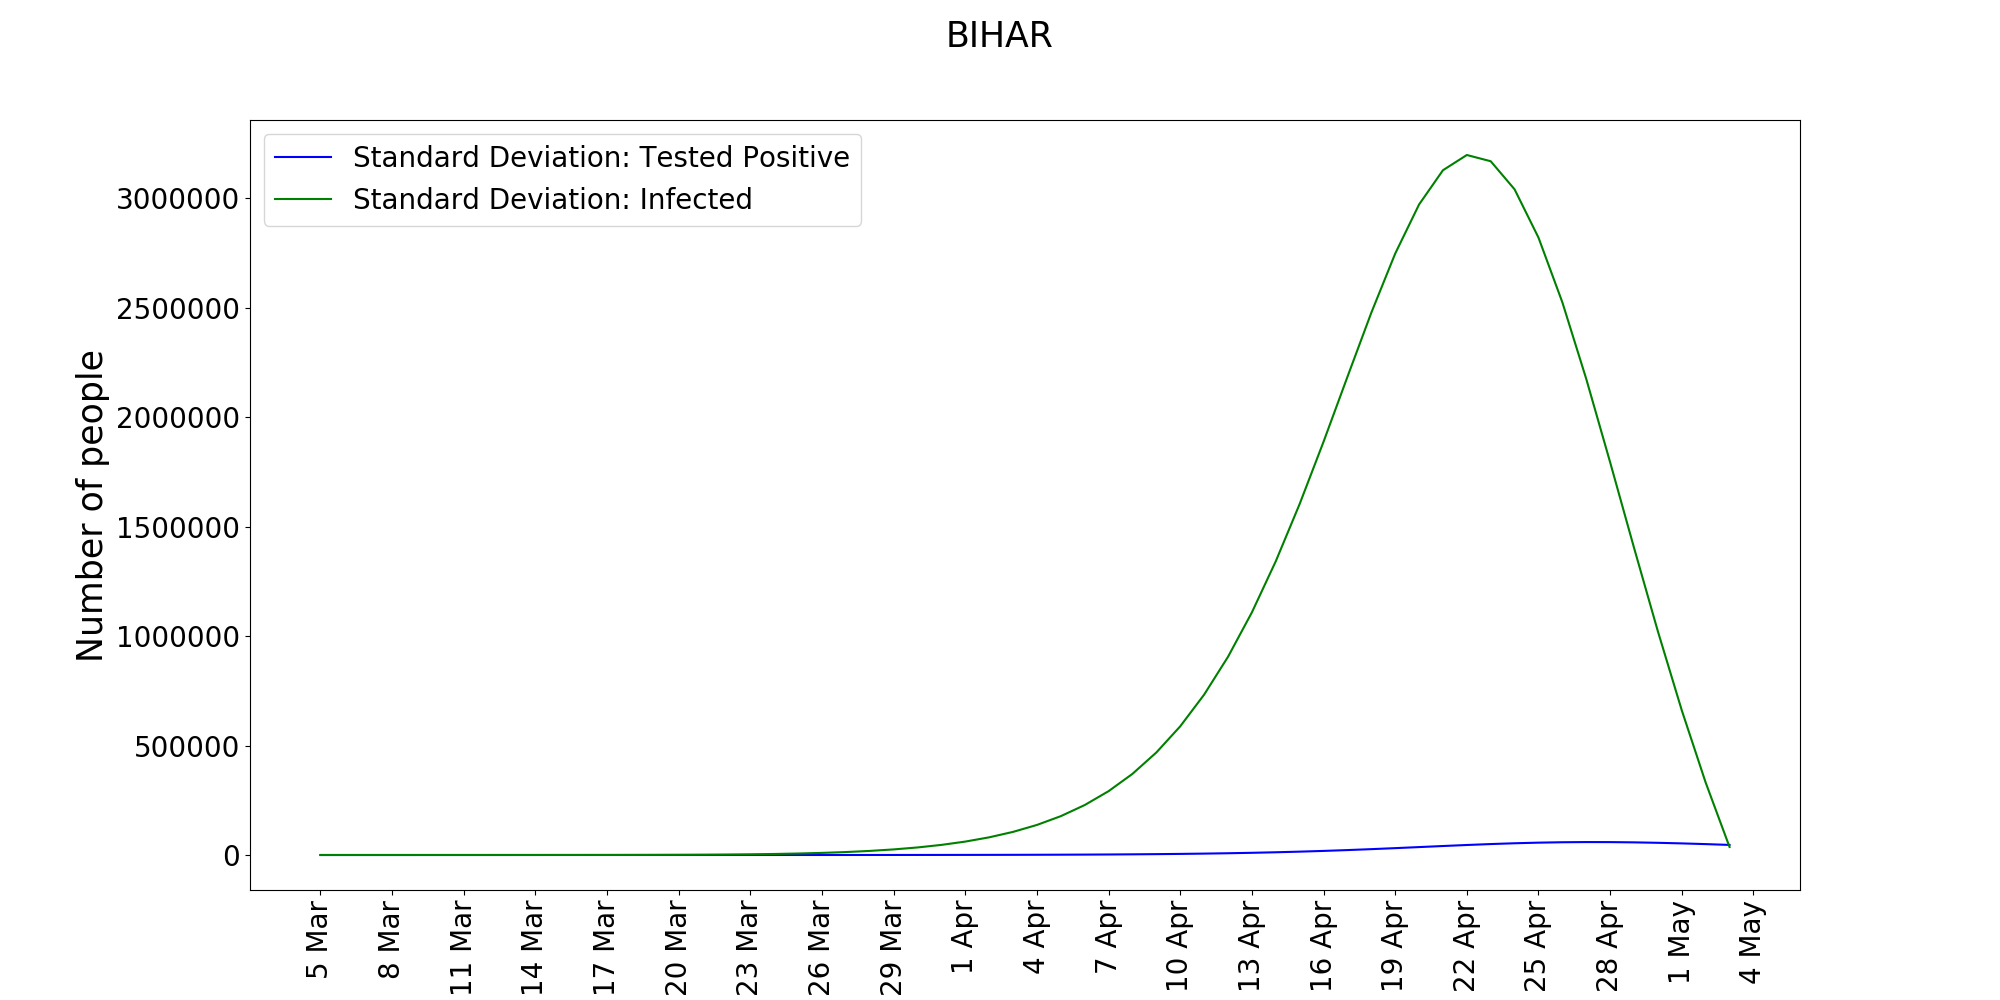 BIHAR
Standard Deviation: Tested Positive
Standard Deviation: Infected
Number of people
3000000
2500000
2000000
1500000
1000000
500000
0
5 Mar
8 Mar
11 Mar
14 Mar
17 Mar
20 Mar
23 Mar
26 Mar
29 Mar
1 Apr
4 Apr
7 Apr
10 Apr
13 Apr
16 Apr
19 Apr
22 Apr
25 Apr
28 Apr
1 May
4 May